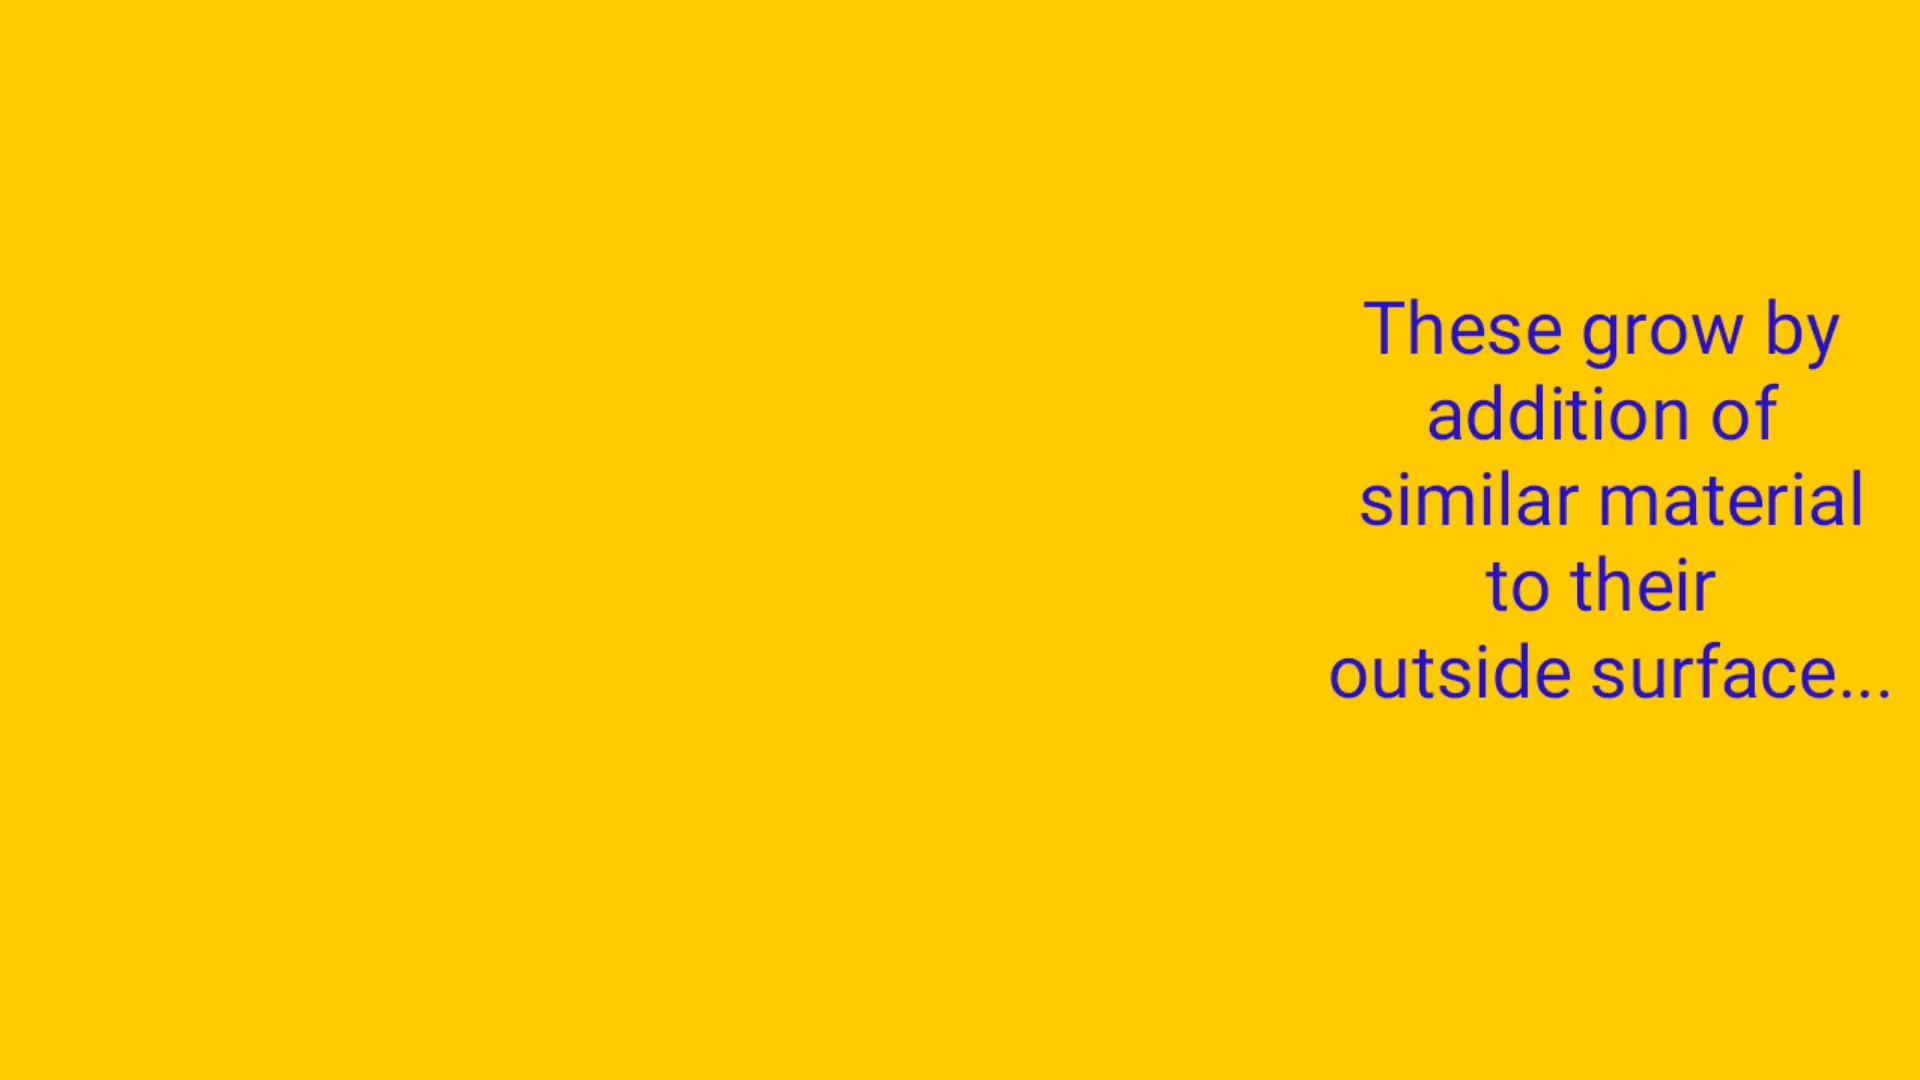 These grow by
addition of
similar material
to their
outside surface...